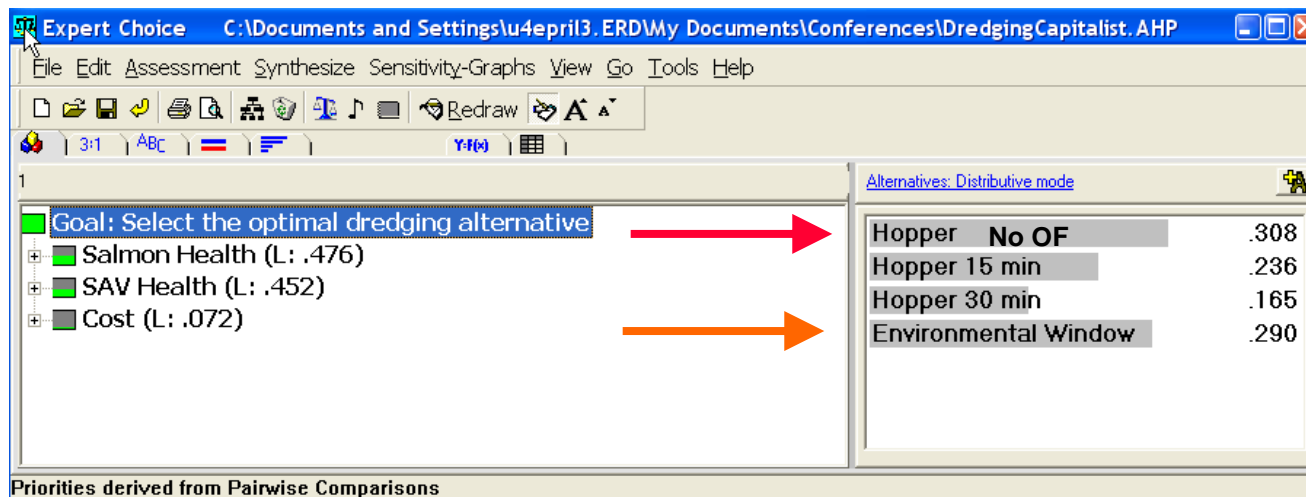 Expert Choice C:\Documents and Settings\u4epril3.ERD\My Documents\Conferences\DredgingCapitalist.AHP
File Edit Assessment Synthesize Sensitivity-Graphs View Go Tools Help
Redraw A A
3:1 ABC Y=F(x)
1
Alternatives: Distributive mode
Goal: Select the optimal dredging alternative
Salmon Health (L: .476)
SAV Health (L: .452)
Cost (L: .072)
Hopper No OF .308
Hopper 15 min .236
Hopper 30 min .165
Environmental Window .290
Priorities derived from Pairwise Comparisons